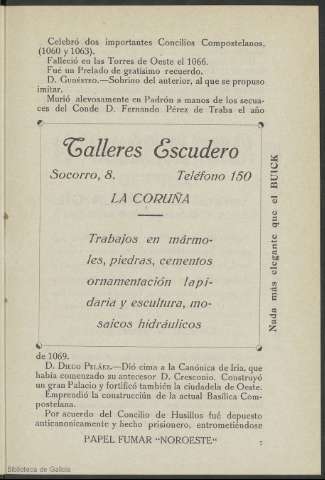 Celebró dos importantes Concilios Compostelanos,
(1060 y 1063).
Falleció en las Torres de Oeste el 1066.
Fué un Prelado de gratísimo recuerdo.
D. GUDÉSTEO.—Sobrino del anterior, al que se propuso
imitar.
Murió alevosamente en Padrón a manos de los secua-
ces del Conde D. Fernando Pérez de Traba el año
Talleres Escudero
Socorro, 8. Teléfono 150
LA CORUÑA
Trabajos en mármo-
les, piedras, cementos
ornamentación lapi-
daria y escultura, mo-
saicos hidráulicos
Nada más elegante que el BUICK
de 1069.
D. DIEGO PELÁEZ.—Dió cima a la Canónica de Iria, que
había comenzado su antecesor D. Cresconio. Construyó
un gran Palacio y fortificó también la ciudadela de Oeste.
Emprendió la construcción de la actual Basílica Com-
postelana.
Por acuerdo del Concilio de Husillos fué depuesto
anticanónicamente y hecho prisionero, entrometiéndose
PAPEL FUMAR "NOROESTE" 7
Biblioteca de Galicia